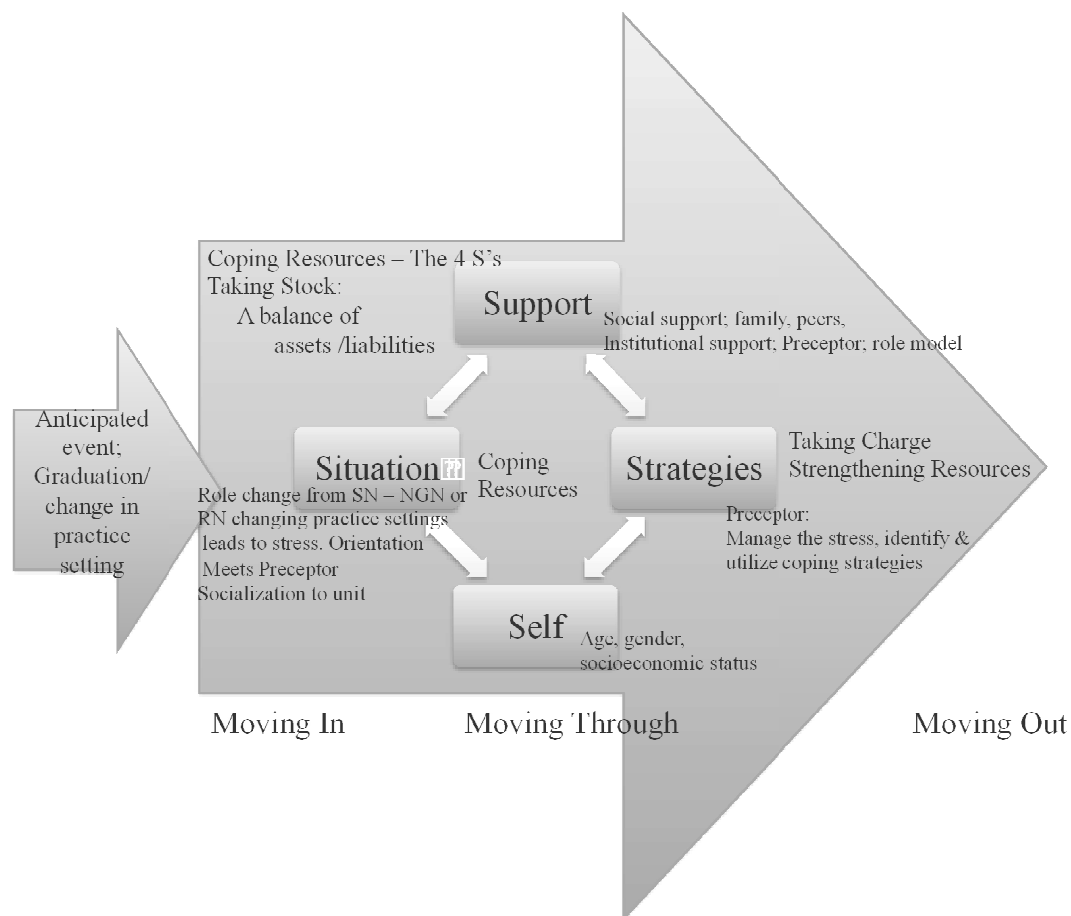 Coping Resources – The 4 S's
Taking Stock:
A balance of
assets /liabilities
Support
Social support; family, peers,
Institutional support; Preceptor; role model
Anticipated
event;
Graduation/
change in
practice
setting
Situation??
Role change from SN – NGN or
RN changing practice settings
leads to stress. Orientation
Meets Preceptor
Socialization to unit
Coping
Resources
Strategies
Taking Charge
Strengthening Resources
Preceptor:
Manage the stress, identify &
utilize coping strategies
Self
Age, gender,
socioeconomic status
Moving In
Moving Through
Moving Out